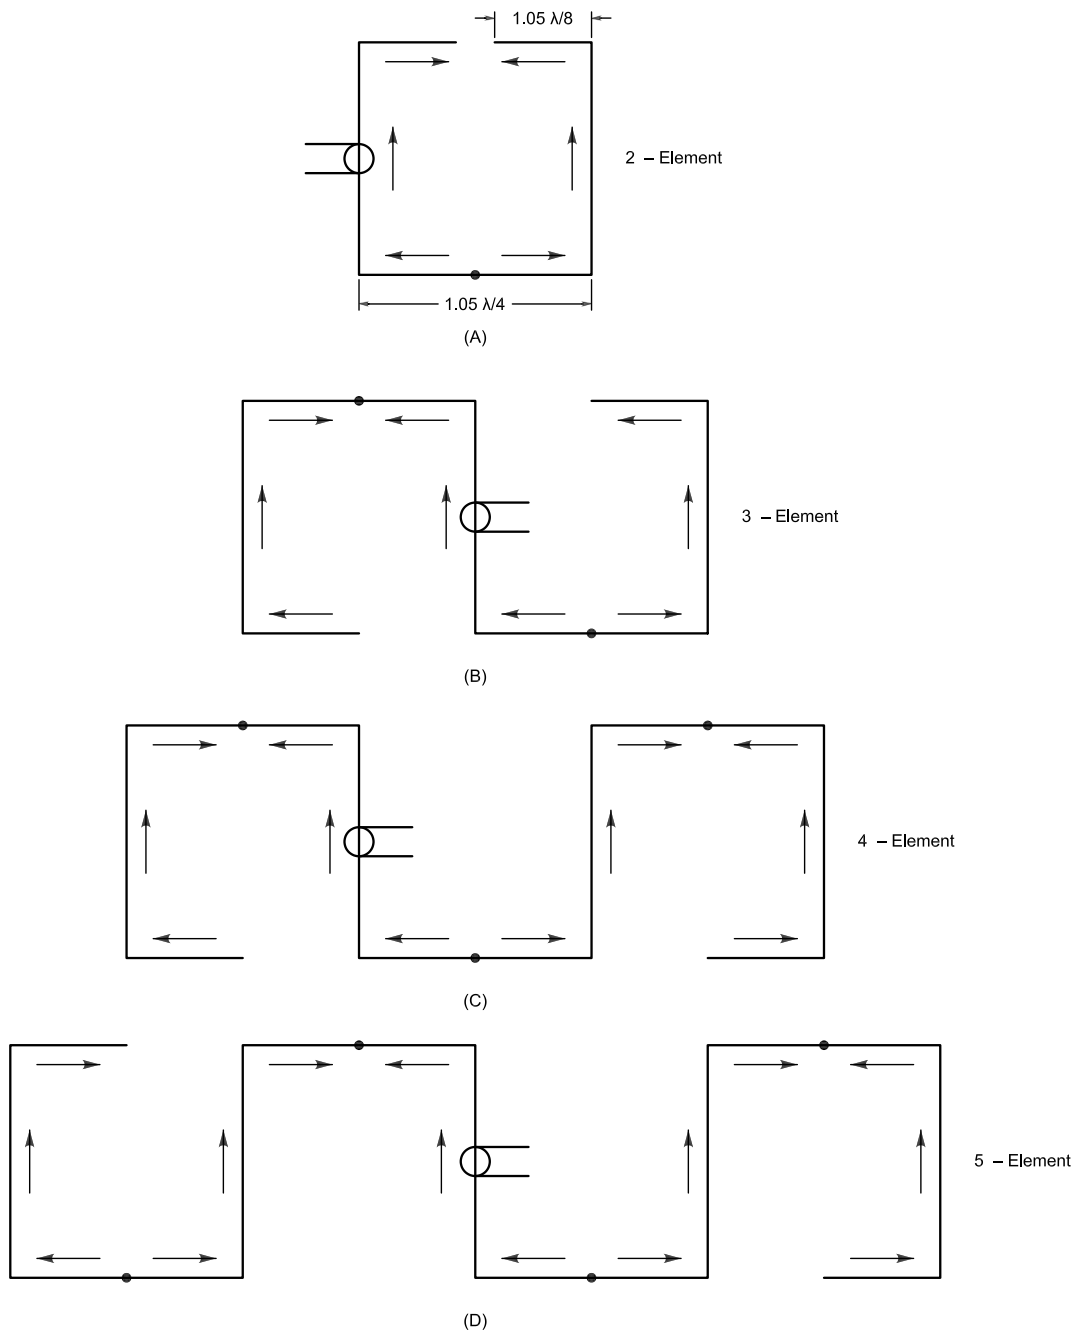 1.05 λ/8
2 – Element
1.05 λ/4
(A)
3 – Element
(B)
4 – Element
(C)
5 – Element
(D)